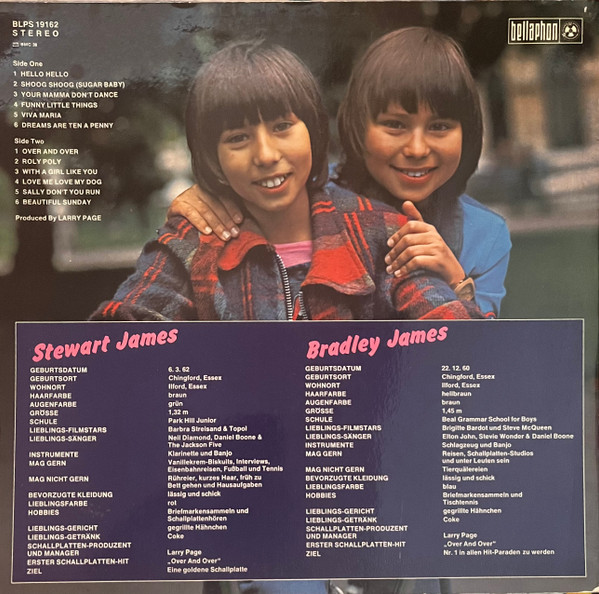 BLPS 19162
STEREO
bellaphon
Side One
1 HELLO HELLO
2 SHOOG SHOOG (SUGAR BABY)
3 YOUR MAMMA DON'T DANCE
4 FUNNY LITTLE THINGS
5 VIVA MARIA
6 DREAMS ARE TEN A PENNY
Side Two
1 OVER AND OVER
2 ROLY POLY
3 WITH A GIRL LIKE YOU
4 LOVE ME LOVE MY DOG
5 SALLY DON'T YOU RUN
6 BEAUTIFUL SUNDAY
Produced By LARRY PAGE
Stewart James
GEBURTSDATUM 6. 3. 62
GEBURTSORT Chingford, Essex
WOHNORT Ilford, Essex
HAARFARBE braun
AUGENFARBE grün
GRÖSSE 1,32 m
SCHULE Park Hill Junior
LIEBLINGS-FILMSTARS Barbra Streisand & Topol
LIEBLINGS-SÄNGER Neil Diamond, Daniel Boone &
The Jackson Five
INSTRUMENTE Klarinette und Banjo
MAG GERN Vanillekrem-Biskuits, Interviews,
Eisenbahnreisen, Fußball und Tennis
MAG NICHT GERN Rühreier, kurzes Haar, früh zu
Bett gehen und Hausaufgaben
BEVORZUGTE KLEIDUNG lässig und schick
LIEBLINGSFARBE rot
HOBBIES Briefmarkensammeln und
Schallplattenhören
LIEBLINGS-GERICHT gegrillte Hähnchen
LIEBLINGS-GETRÄNK Coke
SCHALLPLATTEN-PRODUZENT
UND MANAGER Larry Page
ERSTER SCHALLPLATTEN-HIT „Over And Over"
ZIEL Eine goldene Schallplatte
Bradley James
GEBURTSDATUM 22. 12. 60
GEBURTSORT Chingford, Essex
WOHNORT Ilford, Essex
HAARFARBE hellbraun
AUGENFARBE braun
GRÖSSE 1,45 m
SCHULE Beal Grammar School for Boys
LIEBLINGS-FILMSTARS Brigitte Bardot und Steve McQueen
LIEBLINGS-SÄNGER Elton John, Stevie Wonder & Daniel Boone
INSTRUMENTE Schlagzeug und Banjo
MAG GERN Reisen, Schallplatten-Studios
und unter Leuten sein
MAG NICHT GERN Tierquälereien
BEVORZUGTE KLEIDUNG lässig und schick
LIEBLINGSFARBE blau
HOBBIES Briefmarkensammeln und
Tischtennis
LIEBLINGS-GERICHT gegrillte Hähnchen
LIEBLINGS-GETRÄNK Coke
SCHALLPLATTEN-PRODUZENT
UND MANAGER Larry Page
ERSTER SCHALLPLATTEN-HIT „Over And Over"
ZIEL Nr. 1 in allen Hit-Paraden zu werden